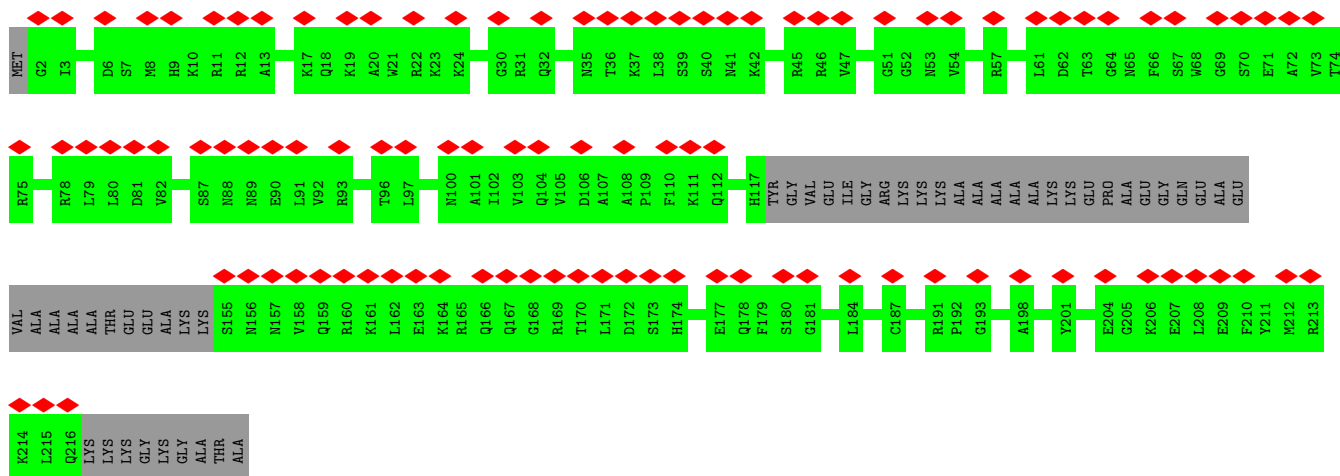 MET G2 I3 D6 S7 M8 H9 K10 R11 R12 A13 K17 Q18 K19 A20 W21 R22 K23 K24 G30 R31 Q32 N35 T36 K37 L38 S39 S40 N41 K42 R45 R46 V47 G51 G52 N53 V54 R57 L61 D62 T63 G64 N65 F66 S67 W68 G69 S70 E71 A72 V73 T74
R75 R78 L79 L80 D81 V82 S87 N88 N89 E90 L91 V92 R93 T96 L97 N100 A101 I102 V103 Q104 V105 D106 A107 A108 P109 F110 K111 Q112 H117 TYR GLY VAL GLU ILE GLY ARG LYS LYS LYS ALA ALA ALA ALA ALA LYS LYS GLU PRO ALA GLU GLY GLN GLU ALA GLU
VAL ALA ALA ALA ALA THR GLU GLU ALA LYS LYS S155 N156 N157 V158 Q159 R160 K161 L162 E163 K164 R165 Q166 Q167 G168 R169 T170 L171 D172 S173 H174 E177 Q178 F179 S180 G181 L184 C187 R191 P192 G193 A198 Y201 E204 G205 K206 E207 L208 E209 F210 Y211 M212 R213
K214 L215 Q216 LYS LYS LYS GLY LYS GLY ALA THR ALA